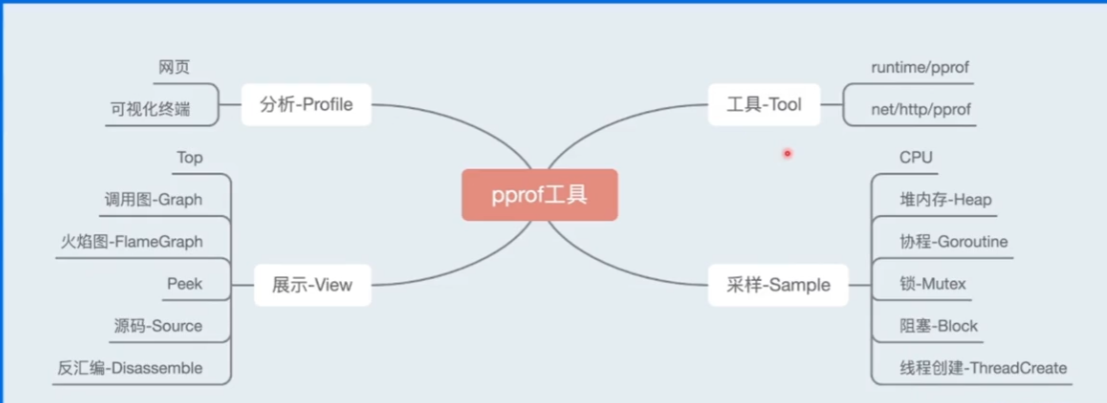 网页
可视化终端
分析-Profile
Top
调用图-Graph
火焰图-FlameGraph
Peek
源码-Source
反汇编-Disassemble
展示-View
pprof工具
工具-Tool
runtime/pprof
net/http/pprof
采样-Sample
CPU
堆内存-Heap
协程-Goroutine
锁-Mutex
阻塞-Block
线程创建-ThreadCreate